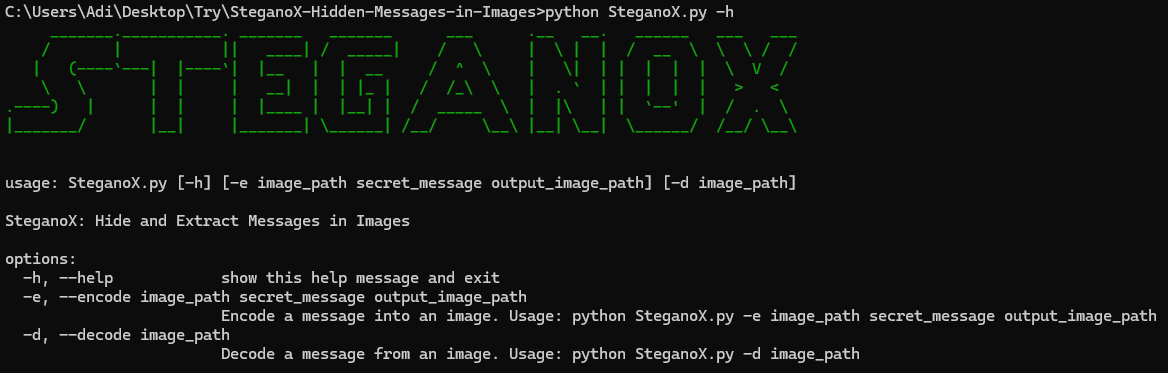 C:\Users\Adi\Desktop\Try\SteganoX-Hidden-Messages-in-Images>python SteganoX.py -h
STEGANOX
usage: SteganoX.py [-h] [-e image_path secret_message output_image_path] [-d image_path]
SteganoX: Hide and Extract Messages in Images
options:
-h, --help show this help message and exit
-e, --encode image_path secret_message output_image_path
Encode a message into an image. Usage: python SteganoX.py -e image_path secret_message output_image_path
-d, --decode image_path
Decode a message from an image. Usage: python SteganoX.py -d image_path